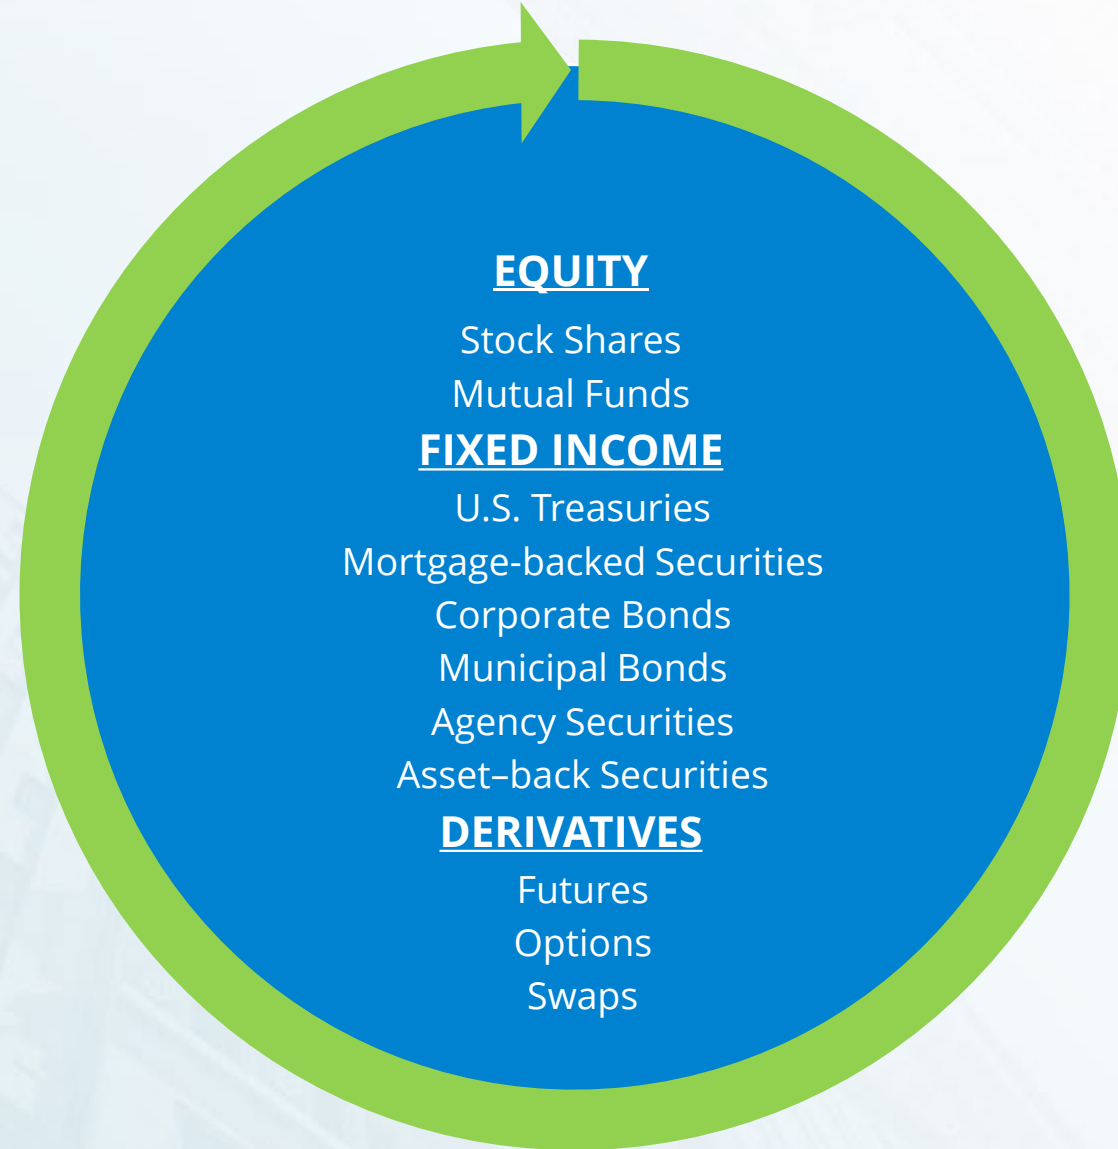 EQUITY
Stock Shares
Mutual Funds
FIXED INCOME
U.S. Treasuries
Mortgage-backed Securities
Corporate Bonds
Municipal Bonds
Agency Securities
Asset–back Securities
DERIVATIVES
Futures
Options
Swaps